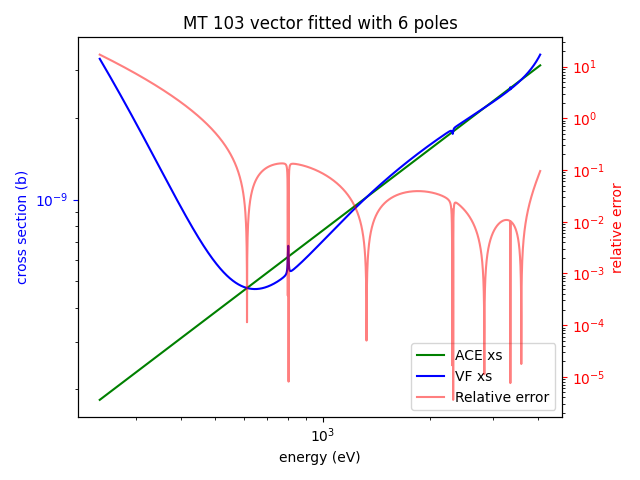 MT 103 vector fitted with 6 poles
cross section (b)
10⁻⁹
10¹
10⁰
10⁻¹
10⁻²
10⁻³
10⁻⁴
10⁻⁵
relative error
ACE xs
VF xs
Relative error
10³
energy (eV)